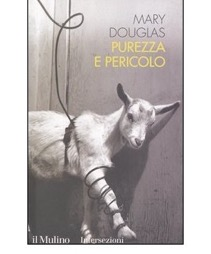 MARY
DOUGLAS
PUREZZA
E PERICOLO
il Mulino Intersezioni